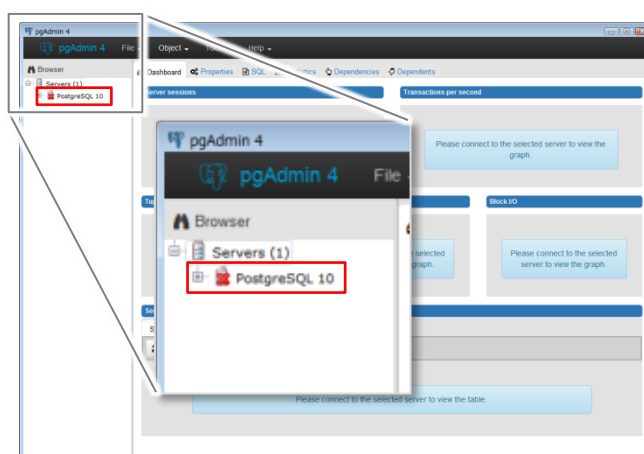 pgAdmin 4
pgAdmin 4 File Object Help
Browser Dashboard Properties SQL Dependencies Dependents
Servers (1)
PostgreSQL 10
Server sessions Transactions per second
Please connect to the selected server to view the
graph.
pgAdmin 4
pgAdmin 4 File
Browser
Servers (1)
PostgreSQL 10
Block I/O
selected
graph.
Please connect to the selected
server to view the graph.
Please connect to the selected server to view the table.